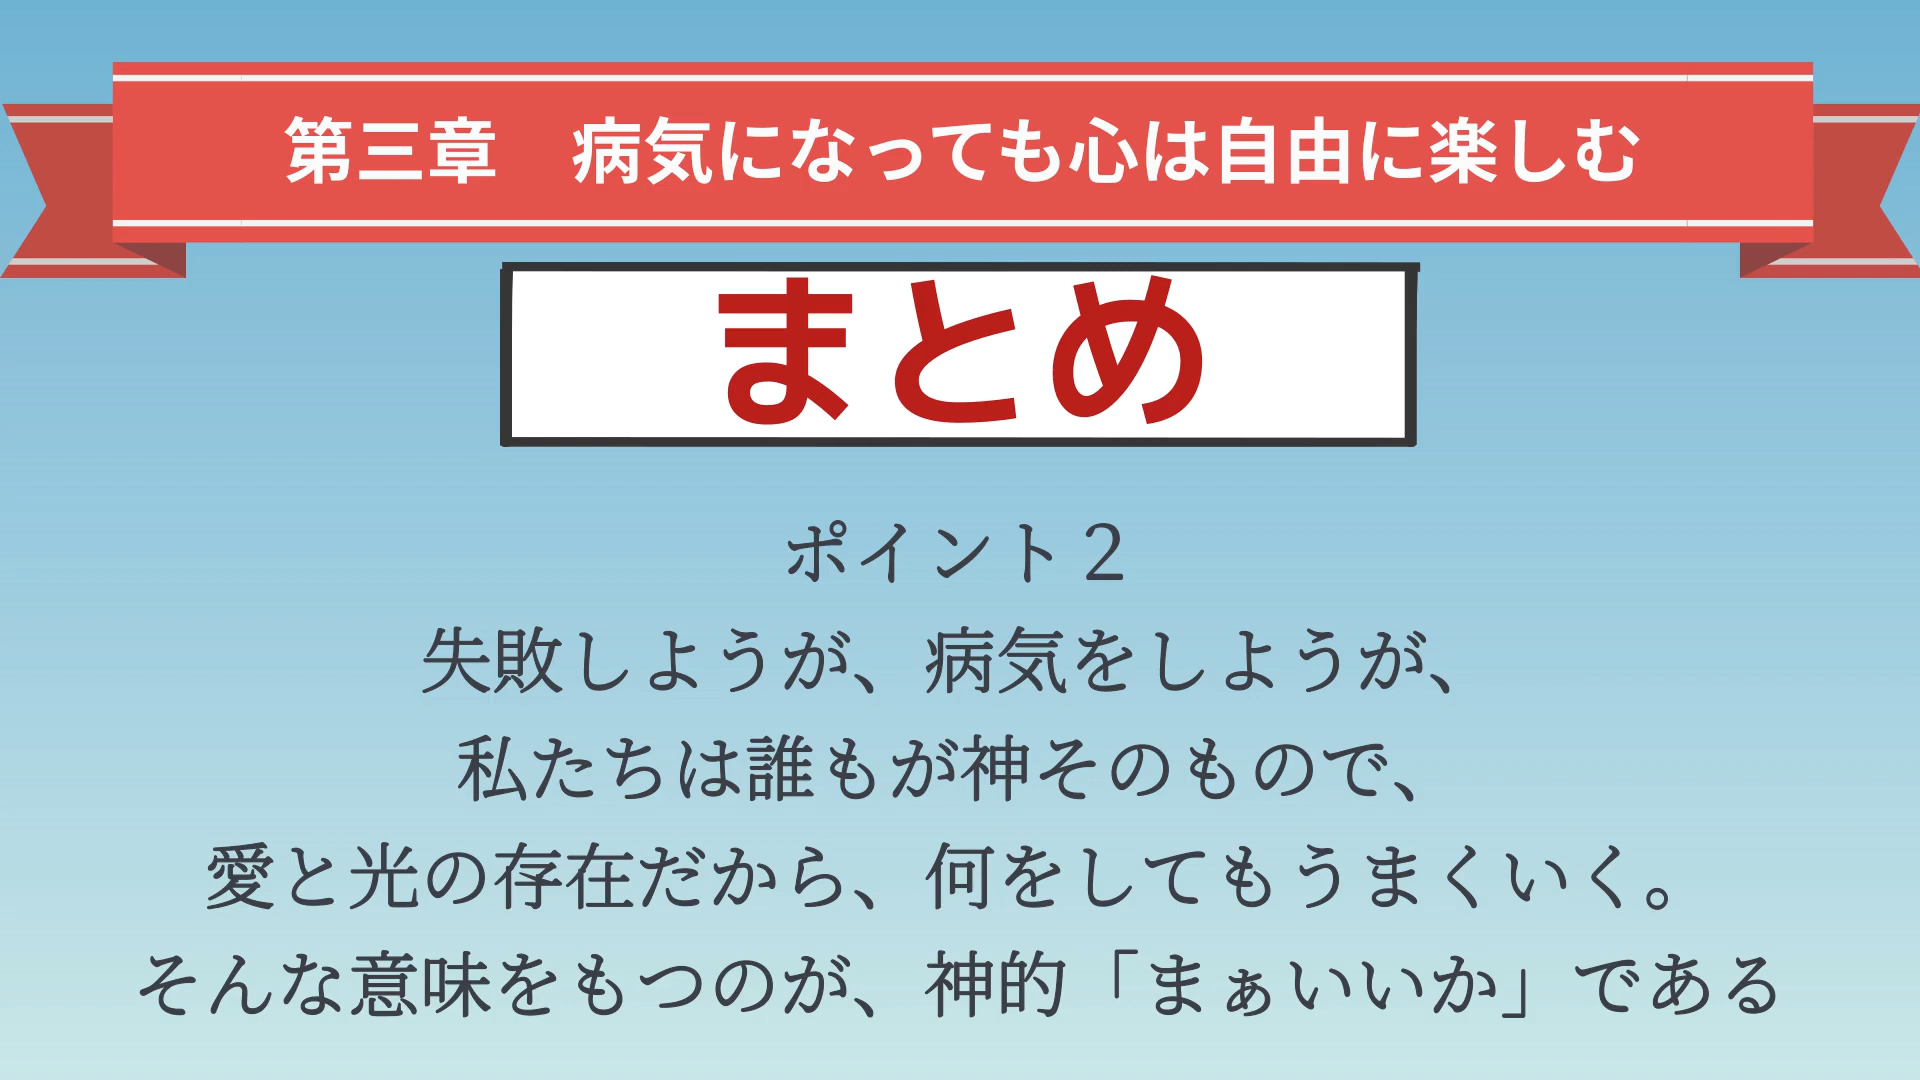 第三章　病気になっても心は自由に楽しむ
まとめ
ポイント２
失敗しようが、病気をしようが、
私たちは誰もが神そのもので、
愛と光の存在だから、何をしてもうまくいく。
そんな意味をもつのが、神的「まぁいいか」である